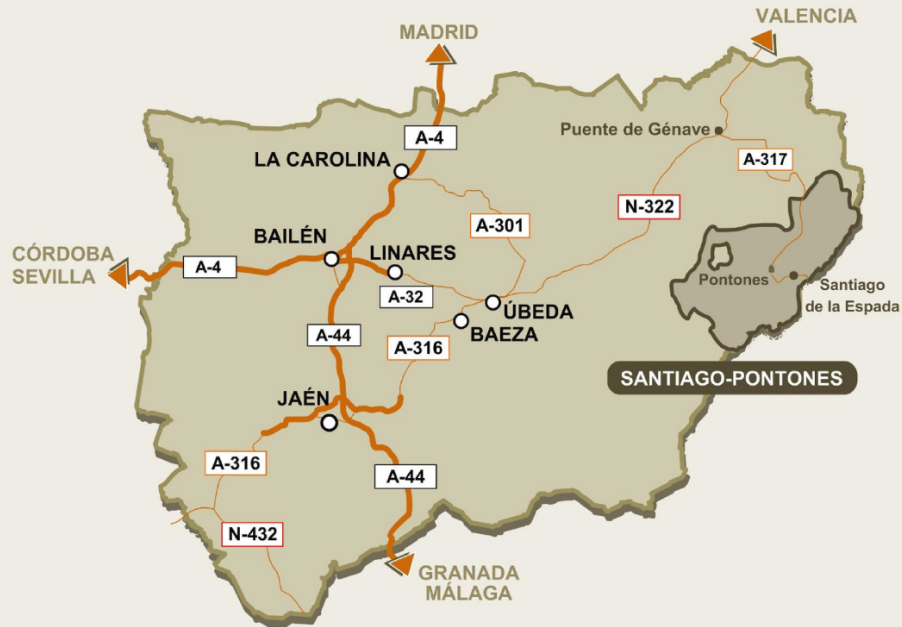 VALENCIA
MADRID
Puente de Génave
A-4
A-317
LA CAROLINA
N-322
A-301
BAILÉN
LINARES
CÓRDOBA
SEVILLA
A-4
A-32
Pontones
Santiago
de la Espada
ÚBEDA
BAEZA
A-44
A-316
SANTIAGO-PONTONES
JAÉN
A-316
A-44
N-432
GRANADA
MÁLAGA